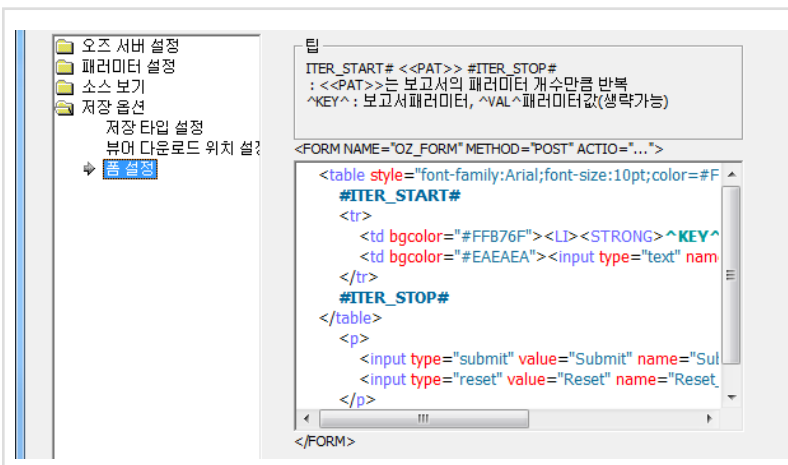 오즈 서버 설정
패러미터 설정
소스 보기
저장 옵션
저장 타입 설정
뷰어 다운로드 위치 설정
폼 설정
팁
ITER_START# <<PAT>> #ITER_STOP#
: <<PAT>>는 보고서의 패러미터 개수만큼 반복
^KEY^ : 보고서패러미터, ^VAL^패러미터값(생략가능)
<FORM NAME="OZ_FORM" METHOD="POST" ACTIO="...">
<table style="font-family:Arial;font-size:10pt;color=#F
#ITER_START#
<tr>
<td bgcolor="#FFB76F"><LI><STRONG>^KEY^
<td bgcolor="#EAEAEA"><input type="text" nam
</tr>
#ITER_STOP#
</table>
<p>
<input type="submit" value="Submit" name="Sul
<input type="reset" value="Reset" name="Reset_
</p>
</FORM>